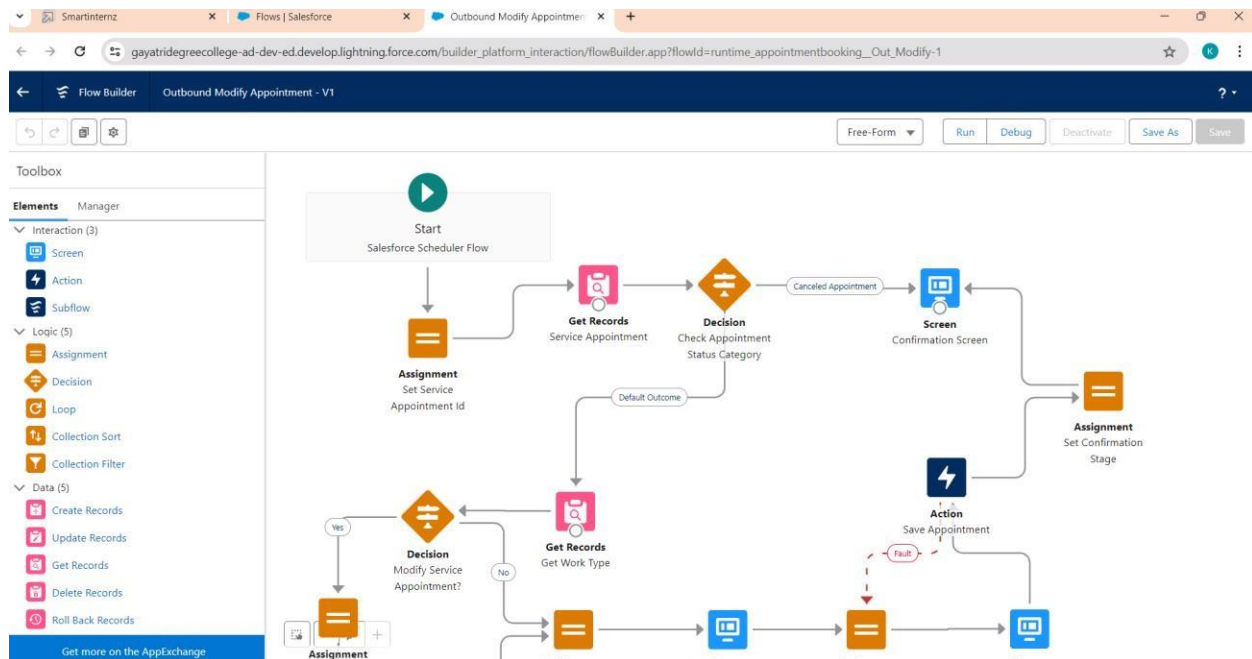 Smartinternz
Flows | Salesforce
Outbound Modify Appointmen
gayatridegreecollege-ad-dev-ed.develop.lightning.force.com/builder_platform_interaction/flowBuilder.app?flowId=runtime_appointmentbooking__Out_Modify-1
K
Flow Builder
Outbound Modify Appointment - V1
?
Free-Form
Run
Debug
Deactivate
Save As
Save
Toolbox
Elements
Manager
Interaction (3)
Screen
Action
Subflow
Logic (5)
Assignment
Decision
Loop
Collection Sort
Collection Filter
Data (5)
Create Records
Update Records
Get Records
Delete Records
Roll Back Records
Get more on the AppExchange
Start
Salesforce Scheduler Flow
Assignment
Set Service
Appointment Id
Get Records
Service Appointment
Decision
Check Appointment
Status Category
Canceled Appointment
Screen
Confirmation Screen
Default Outcome
Assignment
Set Confirmation
Stage
Action
Save Appointment
Fault
Get Records
Get Work Type
Decision
Modify Service
Appointment?
Yes
No
Assignment